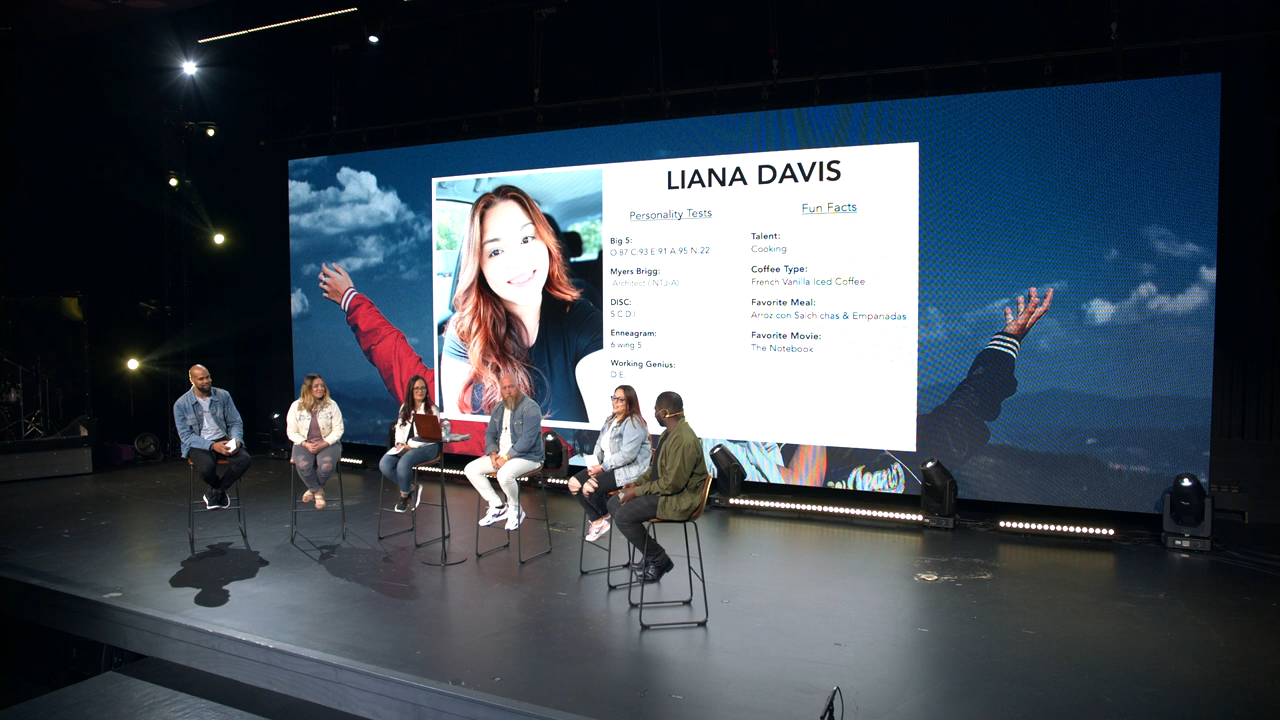 LIANA DAVIS
Personality Tests
Big 5:
O:87 C:93 E:91 A:95 N:22
Myers Brigg:
Architect (INTJ-A)
DISC:
S C D I
Enneagram:
6 wing 5
Working Genius:
D E
Fun Facts
Talent:
Cooking
Coffee Type:
French Vanilla Iced Coffee
Favorite Meal:
Arroz con Salchichas & Empanadas
Favorite Movie:
The Notebook